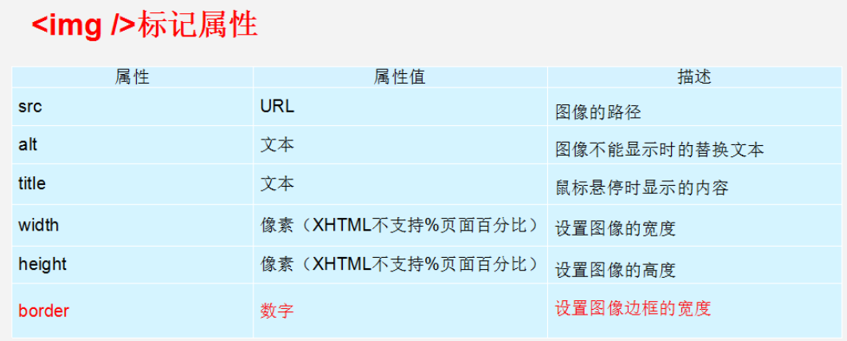 <img />标记属性
属性 属性值 描述
src URL 图像的路径
alt 文本 图像不能显示时的替换文本
title 文本 鼠标悬停时显示的内容
width 像素（XHTML不支持%页面百分比） 设置图像的宽度
height 像素（XHTML不支持%页面百分比） 设置图像的高度
border 数字 设置图像边框的宽度